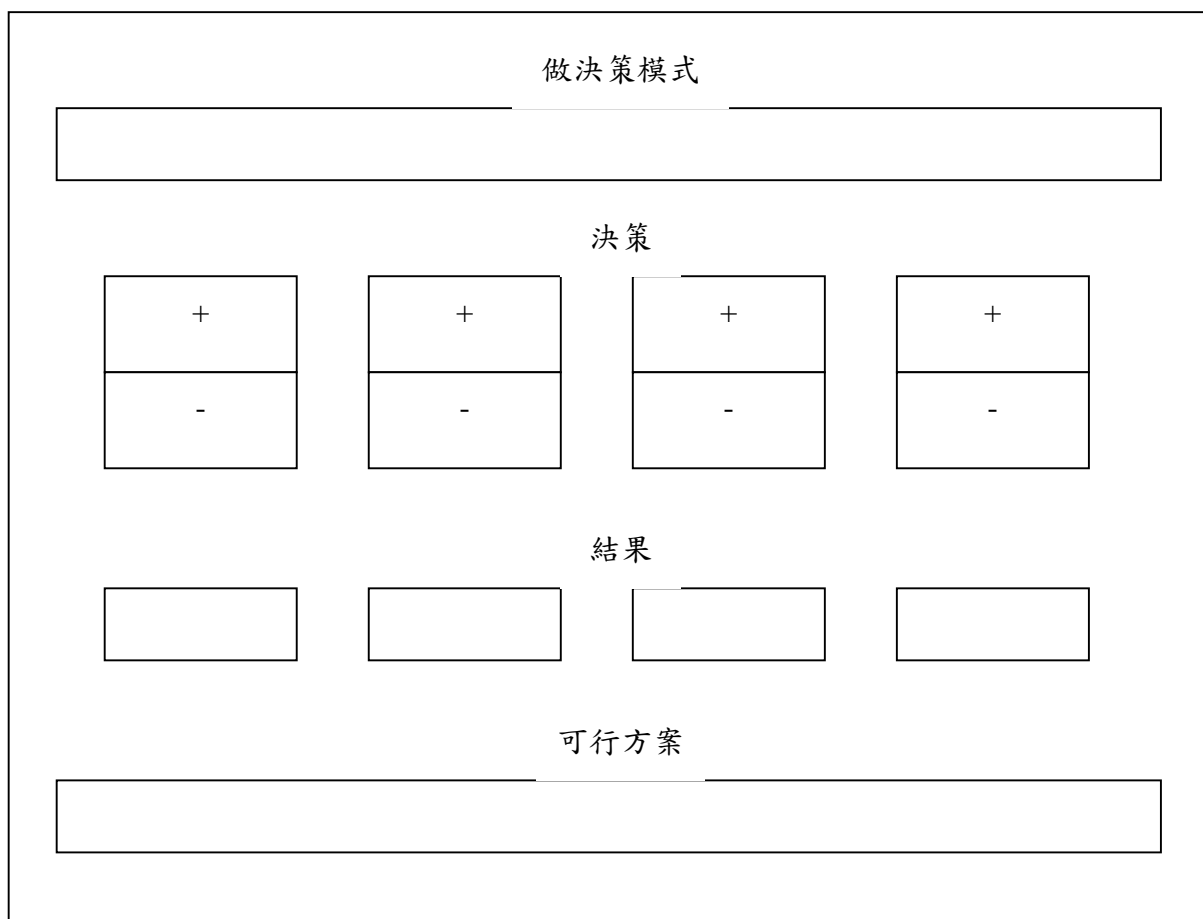 做決策模式
決策
+ + + +
- - - -
結果
可行方案